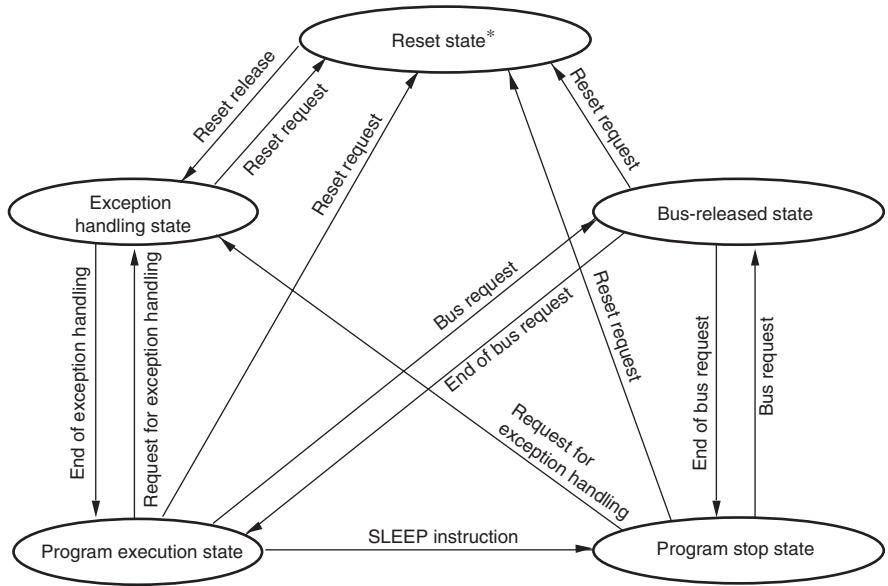 Reset state*
Reset release
Reset request
Reset request
Reset request
Exception
handling state
Bus-released state
End of exception handling
Request for exception handling
Bus request
End of bus request
Reset request
Request for
exception handling
End of bus request
Bus request
Program execution state
SLEEP instruction
Program stop state